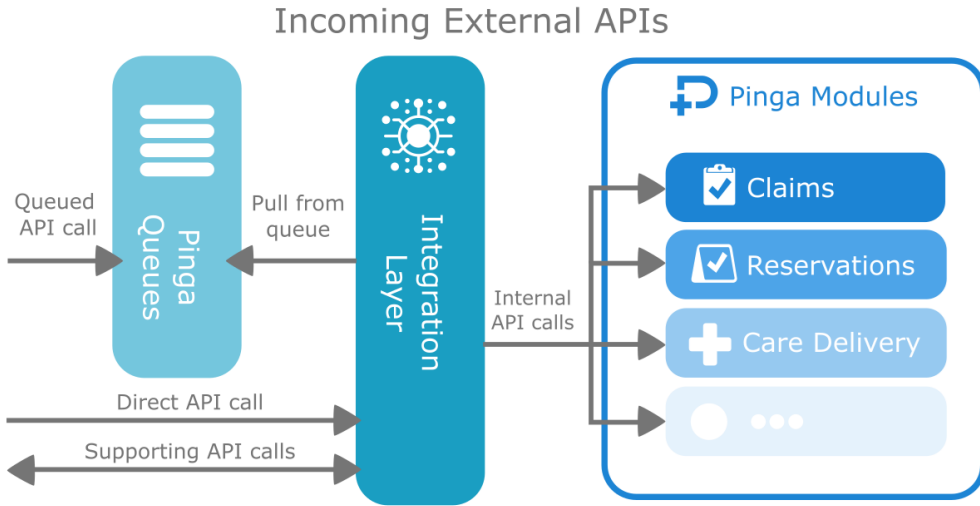 Incoming External APIs
Queued
API call
Pinga
Queues
Pull from
queue
Integration
Layer
Direct API call
Supporting API calls
Internal
API calls
Pinga Modules
Claims
Reservations
Care Delivery